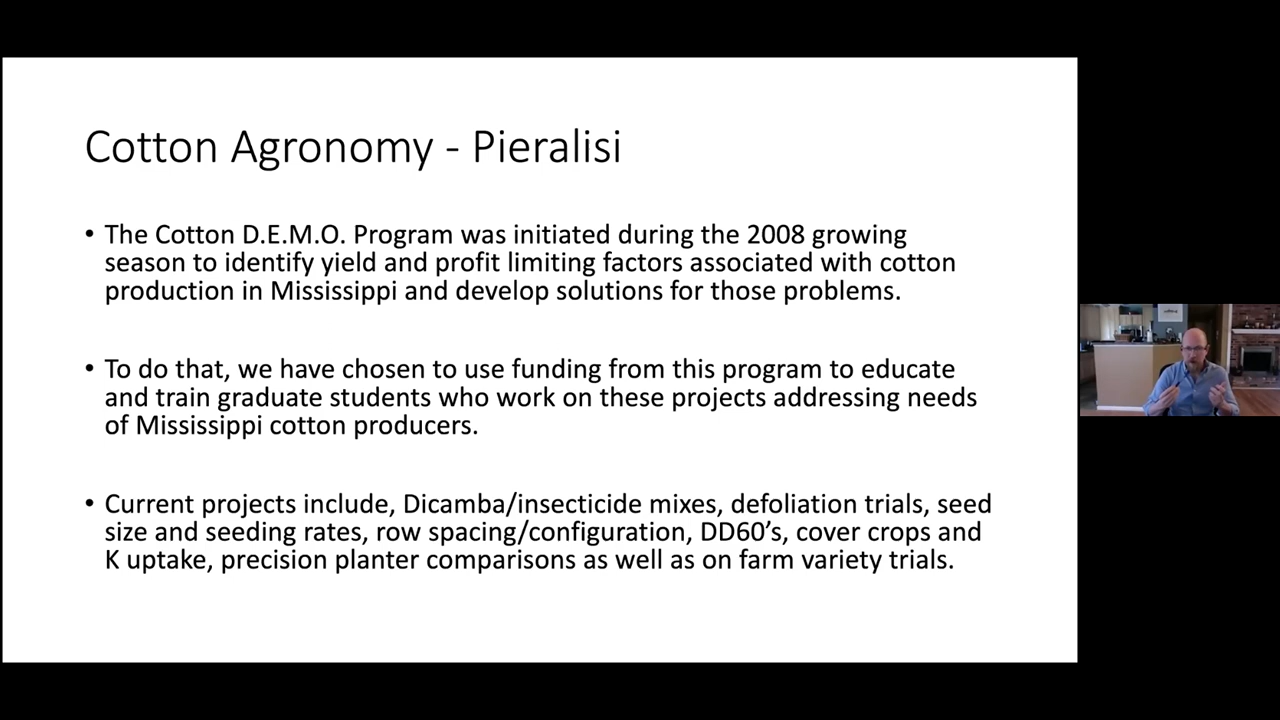 Cotton Agronomy - Pieralisi
• The Cotton D.E.M.O. Program was initiated during the 2008 growing
season to identify yield and profit limiting factors associated with cotton
production in Mississippi and develop solutions for those problems.
• To do that, we have chosen to use funding from this program to educate
and train graduate students who work on these projects addressing needs
of Mississippi cotton producers.
• Current projects include, Dicamba/insecticide mixes, defoliation trials, seed
size and seeding rates, row spacing/configuration, DD60’s, cover crops and
K uptake, precision planter comparisons as well as on farm variety trials.